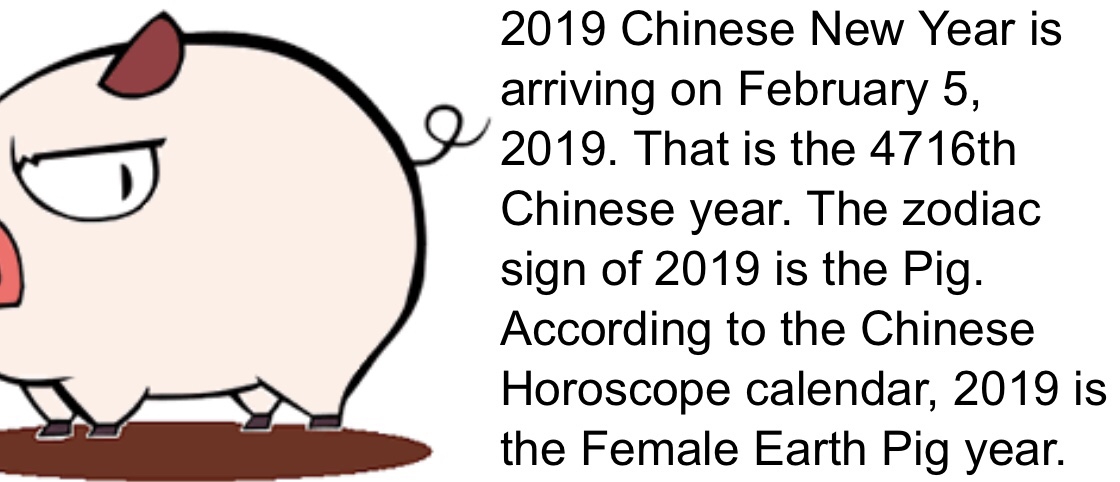 2019 Chinese New Year is
arriving on February 5,
2019. That is the 4716th
Chinese year. The zodiac
sign of 2019 is the Pig.
According to the Chinese
Horoscope calendar, 2019 is
the Female Earth Pig year.